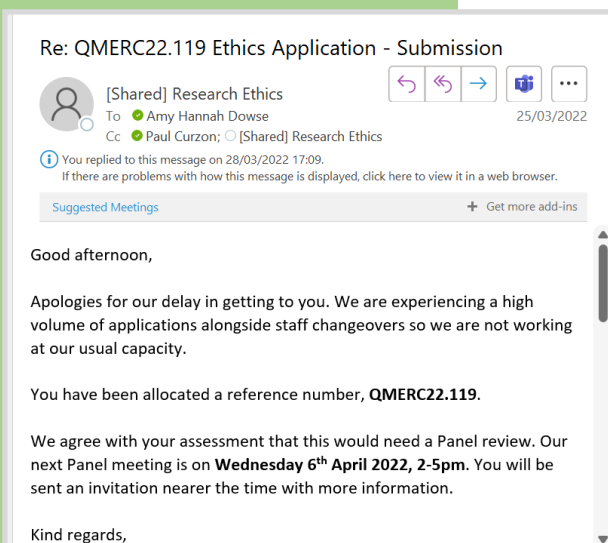 Re: QMERC22.119 Ethics Application - Submission
[Shared] Research Ethics
To Amy Hannah Dowse
25/03/2022
Cc Paul Curzon; [Shared] Research Ethics
You replied to this message on 28/03/2022 17:09.
If there are problems with how this message is displayed, click here to view it in a web browser.
Suggested Meetings + Get more add-ins
Good afternoon,
Apologies for our delay in getting to you. We are experiencing a high
volume of applications alongside staff changeovers so we are not working
at our usual capacity.
You have been allocated a reference number, QMERC22.119.
We agree with your assessment that this would need a Panel review. Our
next Panel meeting is on Wednesday 6th April 2022, 2-5pm. You will be
sent an invitation nearer the time with more information.
Kind regards,